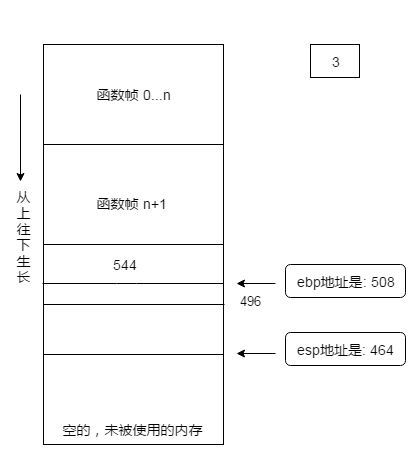 3
函数帧 0...n
从上往下生长
函数帧 n+1
544
ebp地址是: 508
496
esp地址是: 464
空的，未被使用的内存